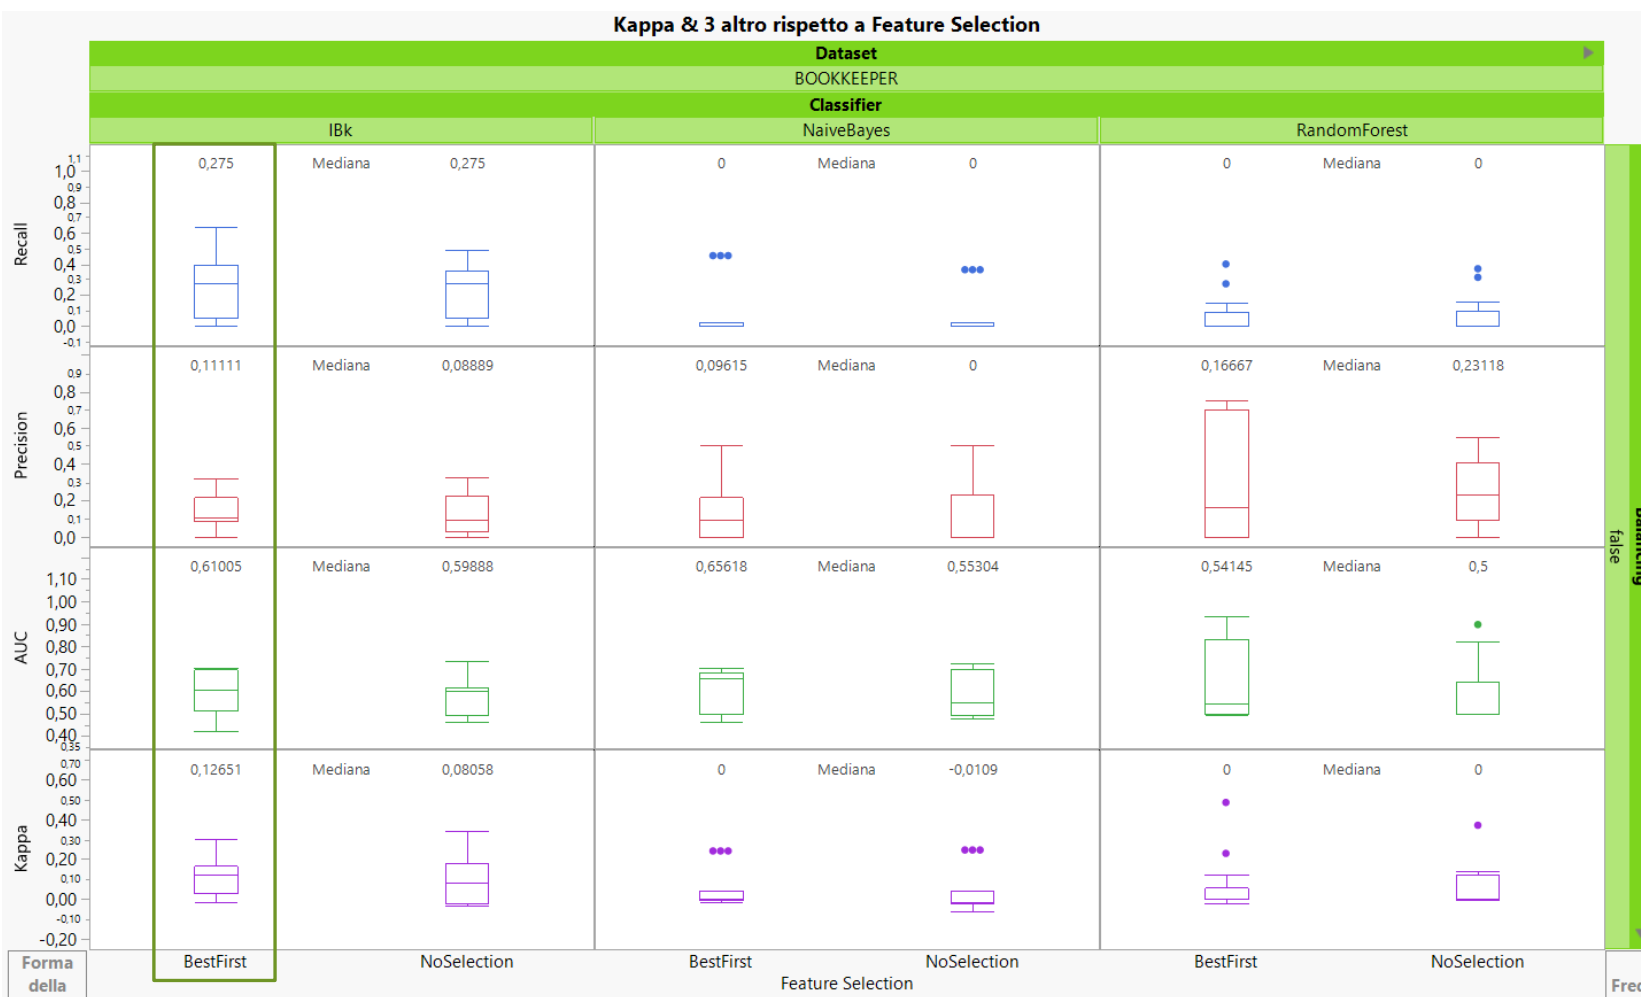 Kappa & 3 altro rispetto a Feature Selection
Dataset
BOOKKEEPER
Classifier
IBk NaiveBayes RandomForest
Recall
1,1
1,0
0,9
0,8
0,7
0,6
0,5
0,4
0,3
0,2
0,1
0,0
-0,1
0,275 Mediana 0,275 0 Mediana 0 0 Mediana 0
Precision
0,9
0,8
0,7
0,6
0,5
0,4
0,3
0,2
0,1
0,0
0,11111 Mediana 0,08889 0,09615 Mediana 0 0,16667 Mediana 0,23118
AUC
1,10
1,00
0,90
0,80
0,70
0,60
0,50
0,40
0,35
0,61005 Mediana 0,59888 0,65618 Mediana 0,55304 0,54145 Mediana 0,5
Kappa
0,70
0,60
0,50
0,40
0,30
0,20
0,10
0,00
-0,10
-0,20
0,12651 Mediana 0,08058 0 Mediana -0,0109 0 Mediana 0
false
BestFirst NoSelection BestFirst NoSelection BestFirst NoSelection
Feature Selection
Forma
della
Fred